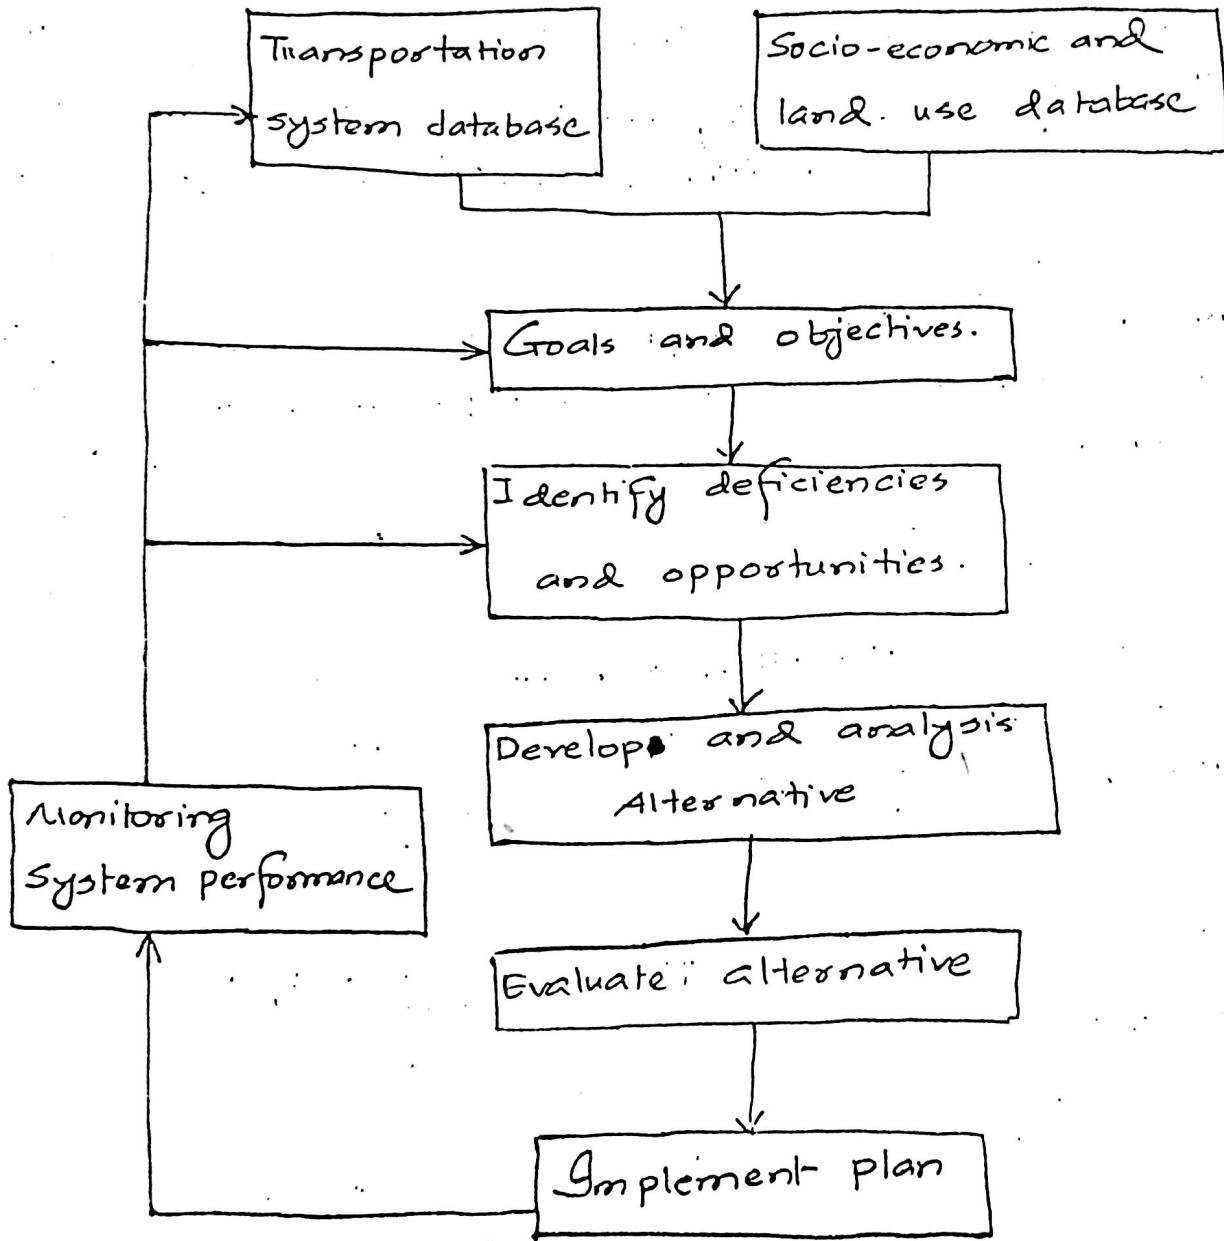 Transportation
system database
Socio-economic and
land use database
Goals and objectives.
Identify deficiencies
and opportunities.
Develop and analysis
Alternative
Monitoring
System performance
Evaluate alternative
Implement plan